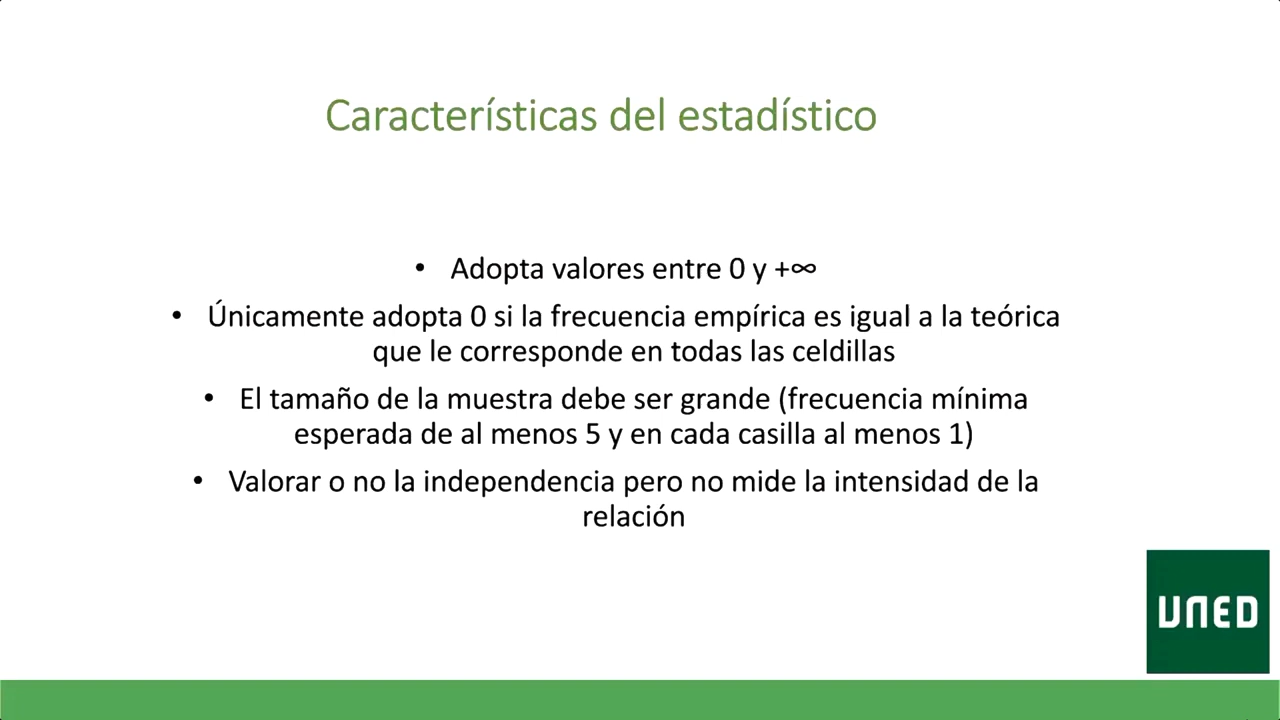 Características del estadístico
• Adopta valores entre 0 y +∞
• Únicamente adopta 0 si la frecuencia empírica es igual a la teórica
que le corresponde en todas las celdillas
• El tamaño de la muestra debe ser grande (frecuencia mínima
esperada de al menos 5 y en cada casilla al menos 1)
• Valorar o no la independencia pero no mide la intensidad de la
relación
UNED